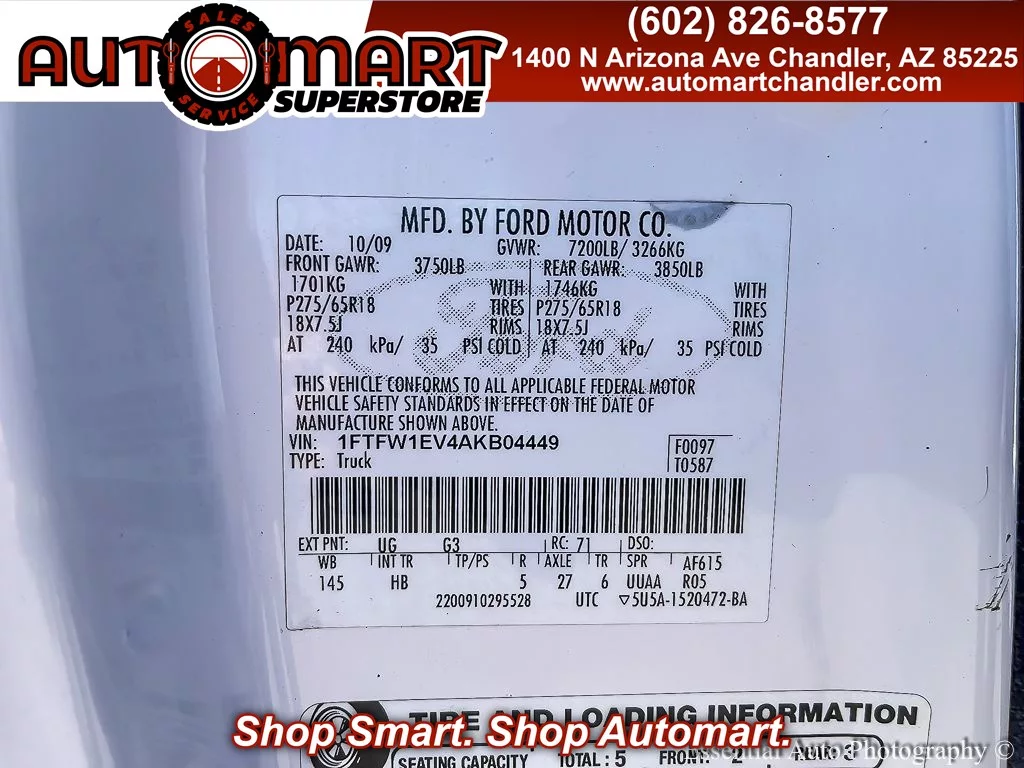 SALES
AUTOMART
SERVICE
SUPERSTORE
(602) 826-8577
1400 N Arizona Ave Chandler, AZ 85225
www.automartchandler.com
MFD. BY FORD MOTOR CO.
DATE: 10/09 GVWR: 7200LB/ 3266KG
FRONT GAWR: 3750LB REAR GAWR: 3850LB
1701KG WITH 1746KG WITH
P275/65R18 TIRES P275/65R18 TIRES
18X7.5J RIMS 18X7.5J RIMS
AT 240 kPa/ 35 PSI COLD AT 240 kPa/ 35 PSI COLD
Ford
THIS VEHICLE CONFORMS TO ALL APPLICABLE FEDERAL MOTOR
VEHICLE SAFETY STANDARDS IN EFFECT ON THE DATE OF
MANUFACTURE SHOWN ABOVE.
VIN: 1FTFW1EV4AKB04449
F0097
TYPE: Truck
T0587
EXT PNT: UG G3 RC: 71 DSO:
WB INT TR TP/PS R AXLE TR SPR AF615
145 HB 5 27 6 UUAA R05
2200910295528 UTC ▽5U5A-1520472-BA
TIRE AND LOADING INFORMATION
SEATING CAPACITY TOTAL: 5 FRONT: 2 REAR: 3
Shop Smart. Shop Automart.
Essential Auto Photography ©